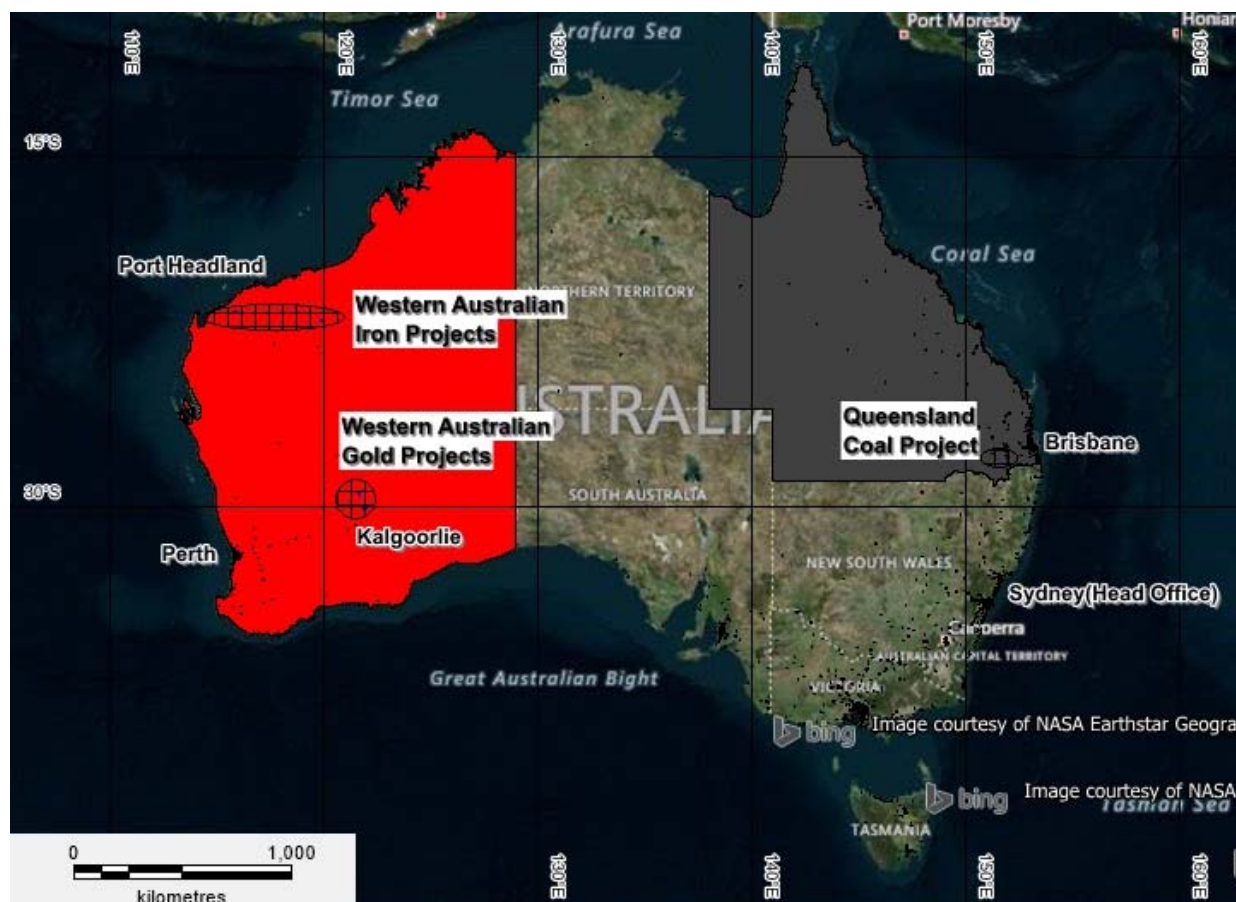 Port Moresby
Honian
Arafura Sea
110°E
120°E
130°E
140°E
150°E
160°E
Timor Sea
15°S
Coral Sea
Port Headland
NORTHERN TERRITORY
Western Australian
Iron Projects
USTRALIA
Western Australian
Gold Projects
Queensland
Coal Project
Brisbane
30°S
SOUTH AUSTRALIA
Kalgoorlie
Perth
NEW SOUTH WALES
Sydney(Head Office)
Canberra
AUSTRALIAN CAPITAL TERRITORY
Great Australian Bight
VICTORIA
bing
Image courtesy of NASA Earthstar Geogra
bing
Image courtesy of NASA
Tasman Sea
TASMANIA
0 1,000
kilometres
130°E
140°E
150°E
160°E